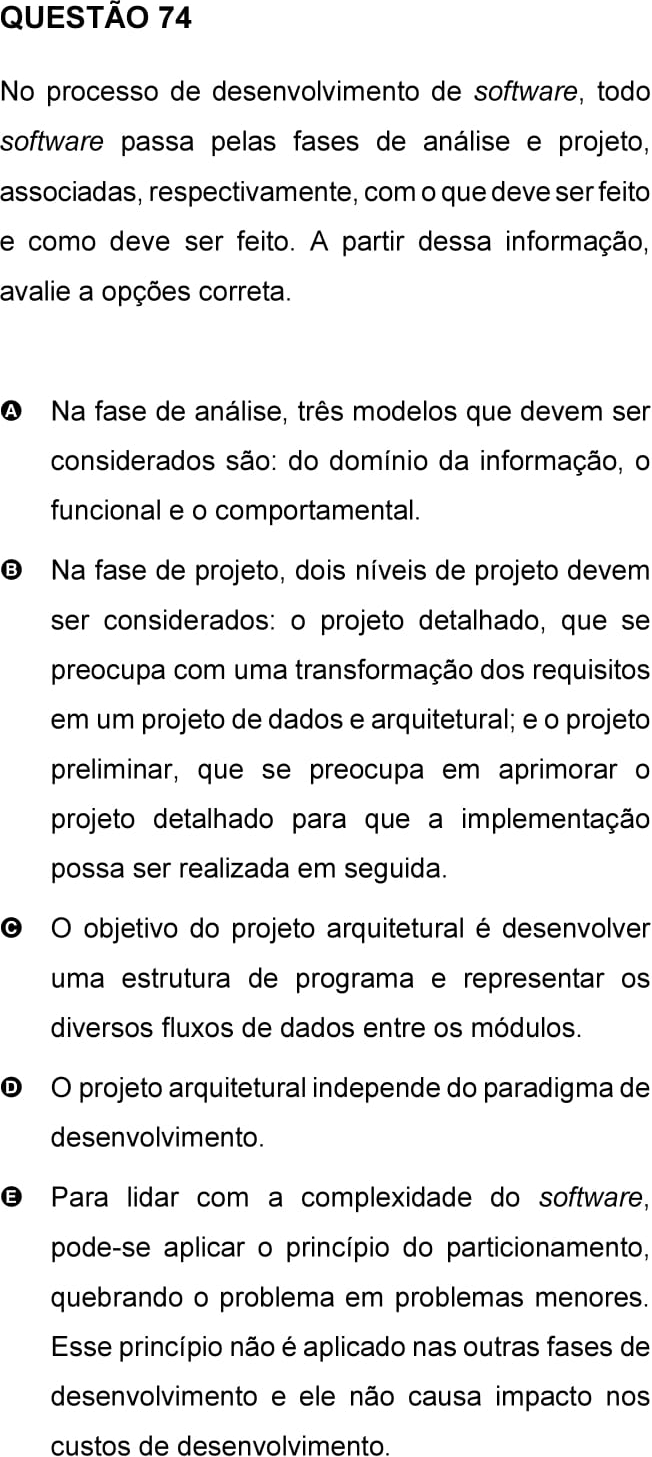 QUESTÃO 74
No processo de desenvolvimento de software, todo
software passa pelas fases de análise e projeto,
associadas, respectivamente, com o que deve ser feito
e como deve ser feito. A partir dessa informação,
avalie a opções correta.
A Na fase de análise, três modelos que devem ser
considerados são: do domínio da informação, o
funcional e o comportamental.
B Na fase de projeto, dois níveis de projeto devem
ser considerados: o projeto detalhado, que se
preocupa com uma transformação dos requisitos
em um projeto de dados e arquitetural; e o projeto
preliminar, que se preocupa em aprimorar o
projeto detalhado para que a implementação
possa ser realizada em seguida.
C O objetivo do projeto arquitetural é desenvolver
uma estrutura de programa e representar os
diversos fluxos de dados entre os módulos.
D O projeto arquitetural independe do paradigma de
desenvolvimento.
E Para lidar com a complexidade do software,
pode-se aplicar o princípio do particionamento,
quebrando o problema em problemas menores.
Esse princípio não é aplicado nas outras fases de
desenvolvimento e ele não causa impacto nos
custos de desenvolvimento.